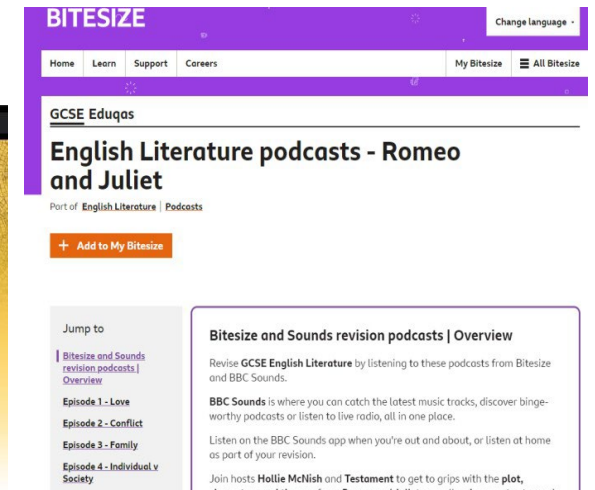 BITESIZE
Change language
Home Learn Support Careers My Bitesize All Bitesize
GCSE Eduqas
English Literature podcasts - Romeo
and Juliet
Part of English Literature | Podcasts
+ Add to My Bitesize
Jump to
Bitesize and Sounds
revision podcasts |
Overview
Episode 1 - Love
Episode 2 - Conflict
Episode 3 - Family
Episode 4 - Individual v
Society
Bitesize and Sounds revision podcasts | Overview
Revise GCSE English Literature by listening to these podcasts from Bitesize
and BBC Sounds.
BBC Sounds is where you can catch the latest music tracks, discover binge-
worthy podcasts or listen to live radio, all in one place.
Listen on the BBC Sounds app when you're out and about, or listen at home
as part of your revision.
Join hosts Hollie McNish and Testament to get to grips with the plot,